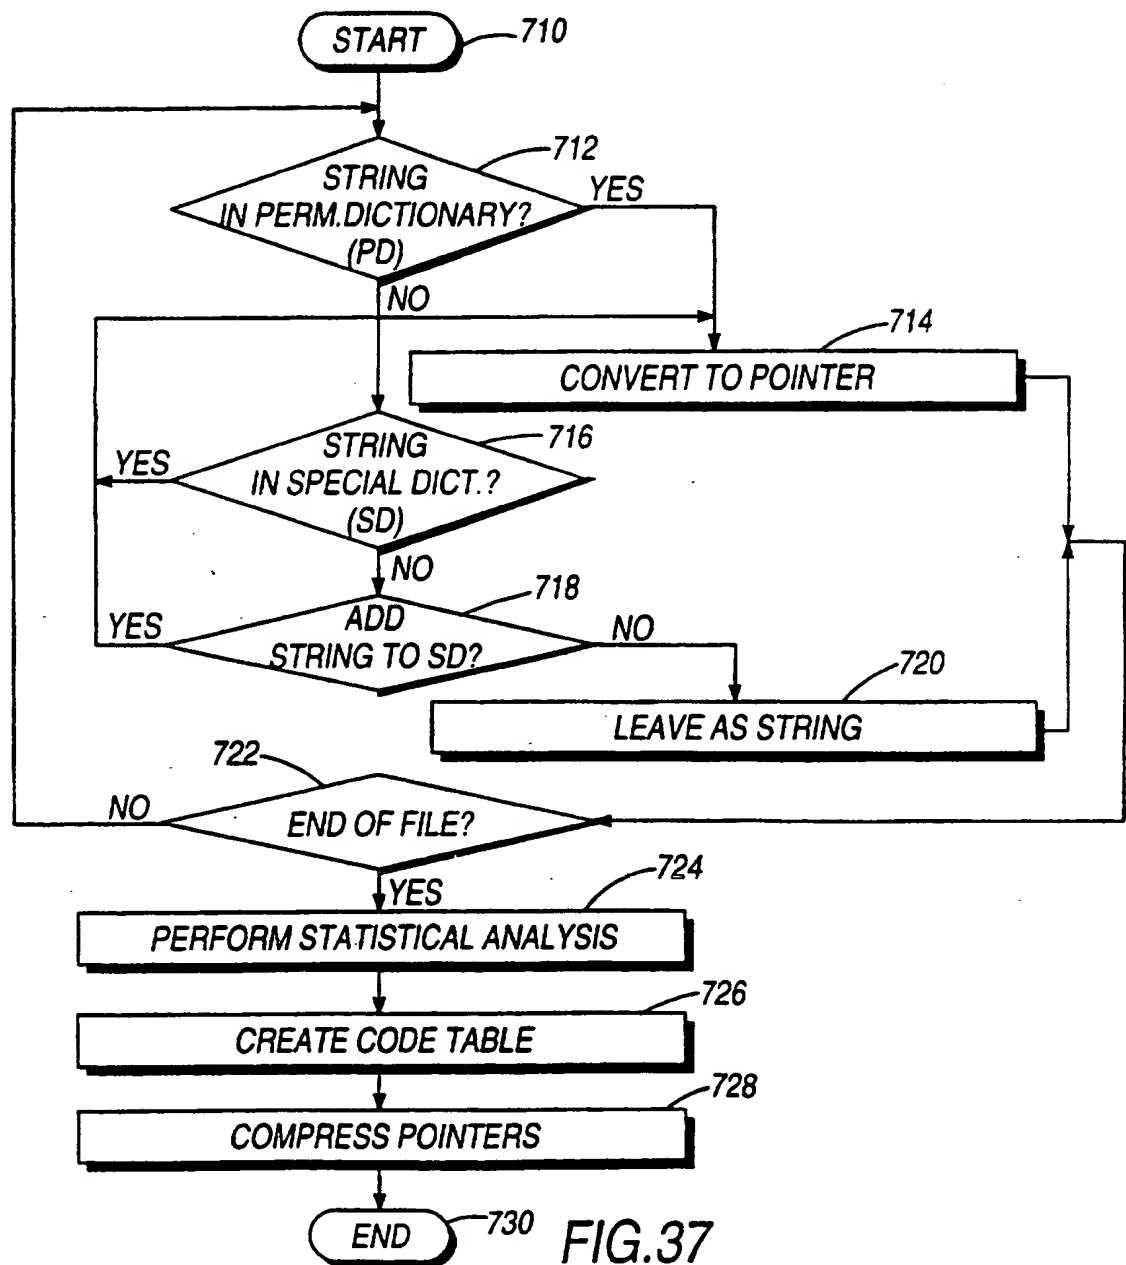 START
710
712
STRING
IN PERM.DICTIONARY?
(PD)
YES
NO
714
CONVERT TO POINTER
716
STRING
IN SPECIAL DICT.?
(SD)
YES
NO
718
ADD
STRING TO SD?
YES
NO
720
LEAVE AS STRING
722
END OF FILE?
NO
YES
724
PERFORM STATISTICAL ANALYSIS
726
CREATE CODE TABLE
728
COMPRESS POINTERS
END
730
FIG.37